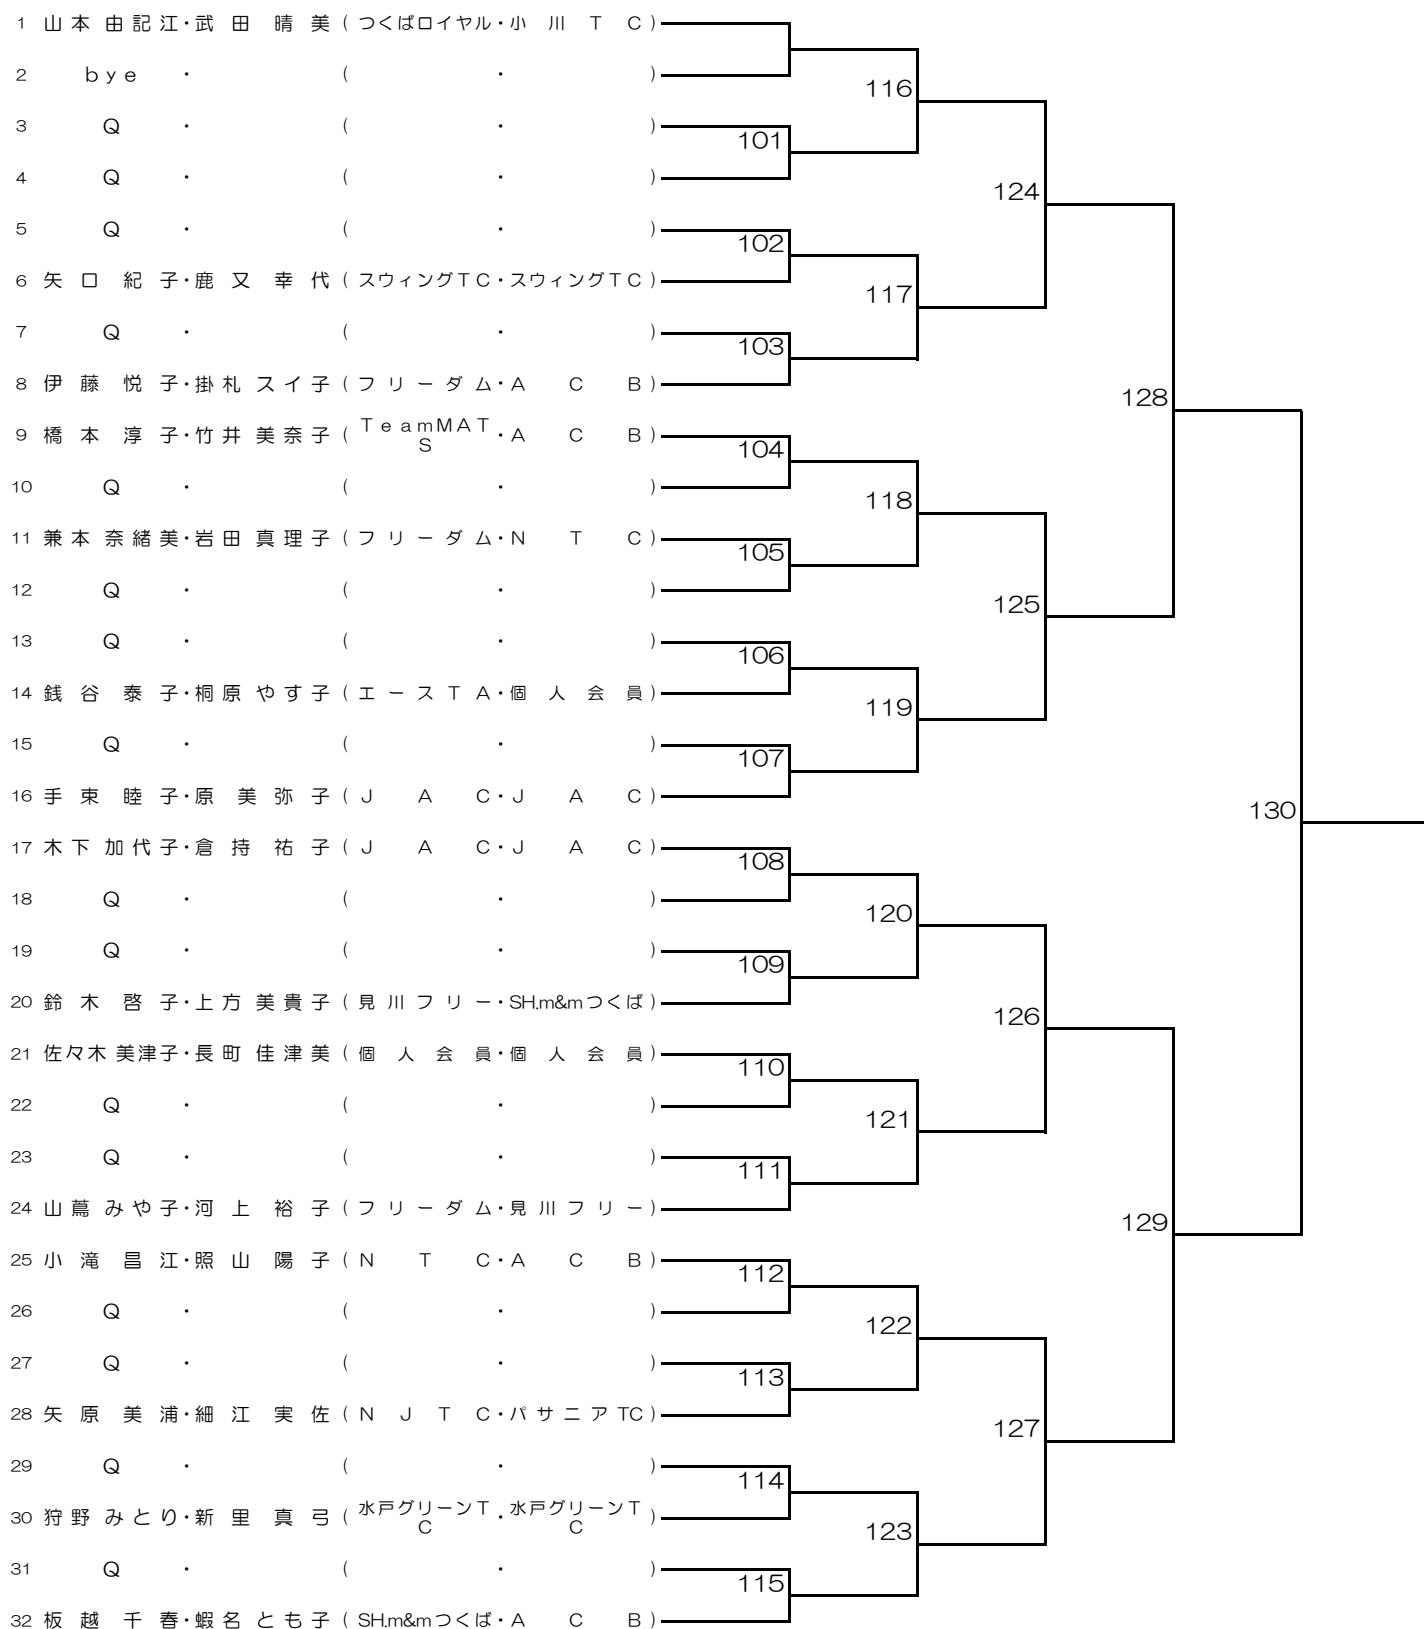 1 山本 由記江・武田 晴美 (つくばロイヤル・小川TC)
2 bye ・ ( ・ )
116
3 Q ・ ( ・ )
101
4 Q ・ ( ・ )
124
5 Q ・ ( ・ )
102
6 矢口 紀子・鹿又 幸代 (スウィングTC・スウィングTC)
117
7 Q ・ ( ・ )
103
8 伊藤 悦子・掛札 スイ子 (フリーダム・ACB)
128
9 橋本 淳子・竹井 美奈子 (TeamMATS・ACB)
104
10 Q ・ ( ・ )
118
11 兼本 奈緒美・岩田 真理子 (フリーダム・NTC)
105
12 Q ・ ( ・ )
125
13 Q ・ ( ・ )
106
14 銭谷 泰子・桐原 やす子 (エースTA・個人会員)
119
15 Q ・ ( ・ )
107
16 手束 睦子・原 美弥子 (JAC・JAC)
130
17 木下 加代子・倉持 祐子 (JAC・JAC)
108
18 Q ・ ( ・ )
120
19 Q ・ ( ・ )
109
20 鈴木 啓子・上方 美貴子 (見川フリー・SH.m&mつくば)
126
21 佐々木 美津子・長町 佳津美 (個人会員・個人会員)
110
22 Q ・ ( ・ )
121
23 Q ・ ( ・ )
111
24 山蔦 みや子・河上 裕子 (フリーダム・見川フリー)
129
25 小滝 昌江・照山 陽子 (NTC・ACB)
112
26 Q ・ ( ・ )
122
27 Q ・ ( ・ )
113
28 矢原 美浦・細江 実佐 (NJTC・パサニアTC)
127
29 Q ・ ( ・ )
114
30 狩野 みとり・新里 真弓 (水戸グリーンTC・水戸グリーンTC)
123
31 Q ・ ( ・ )
115
32 板越 千春・蝦名 とも子 (SH.m&mつくば・ACB)